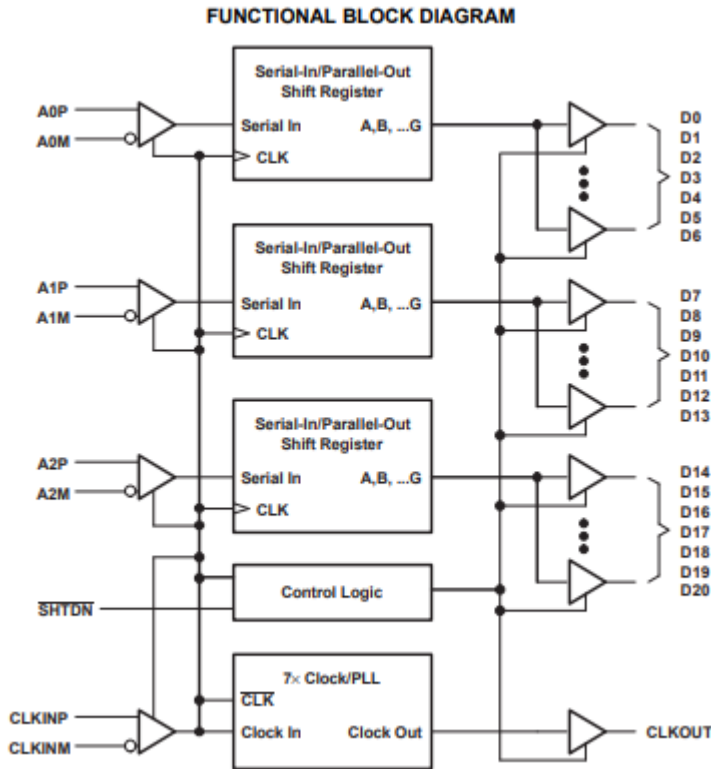 FUNCTIONAL BLOCK DIAGRAM
Serial-In/Parallel-Out
Shift Register
A0P
A0M
Serial In
A,B, ...G
CLK
D0
D1
D2
D3
D4
D5
D6
Serial-In/Parallel-Out
Shift Register
A1P
A1M
Serial In
A,B, ...G
CLK
D7
D8
D9
D10
D11
D12
D13
Serial-In/Parallel-Out
Shift Register
A2P
A2M
Serial In
A,B, ...G
CLK
D14
D15
D16
D17
D18
D19
D20
SHTDN
Control Logic
7× Clock/PLL
CLK
CLKINP
CLKINM
Clock In
Clock Out
CLKOUT